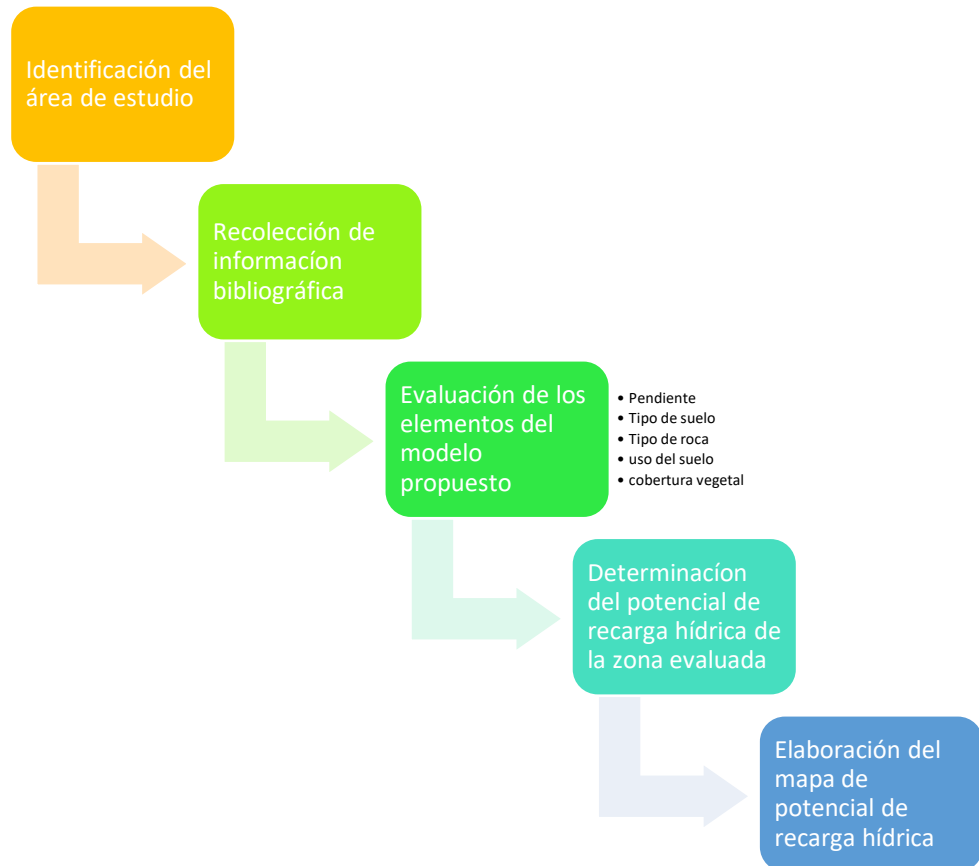 Identificación del
área de estudio
Recolección de
informacíon
bibliográfica
Evaluación de los
elementos del
modelo
propuesto
• Pendiente
• Tipo de suelo
• Tipo de roca
• uso del suelo
• cobertura vegetal
Determinacíon
del potencial de
recarga hídrica de
la zona evaluada
Elaboración del
mapa de
potencial de
recarga hídrica